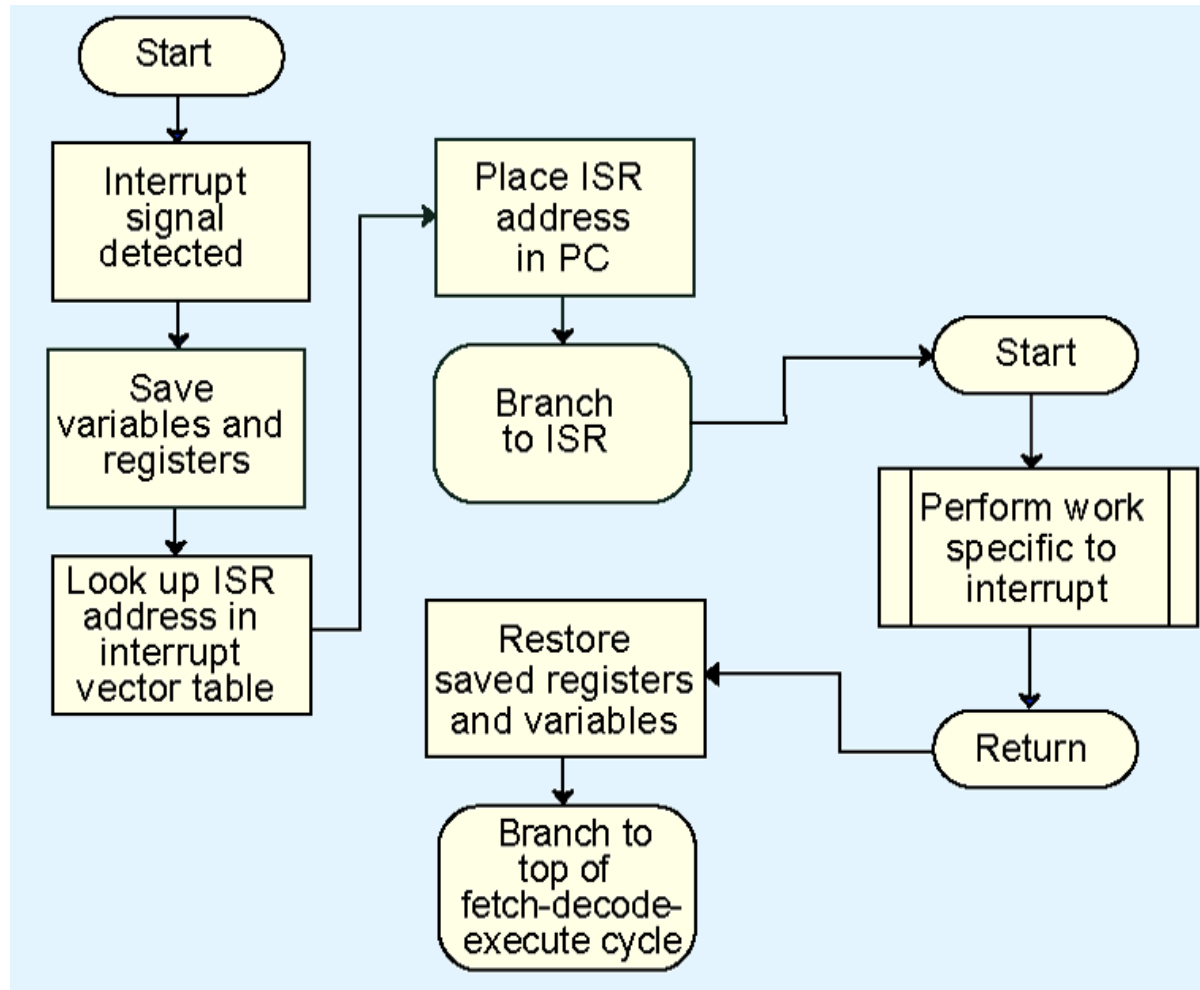 Start
Interrupt
signal
detected
Save
variables and
registers
Look up ISR
address in
interrupt
vector table
Place ISR
address
in PC
Branch
to ISR
Start
Perform work
specific to
interrupt
Return
Restore
saved registers
and variables
Branch to
top of
fetch-decode-
execute cycle